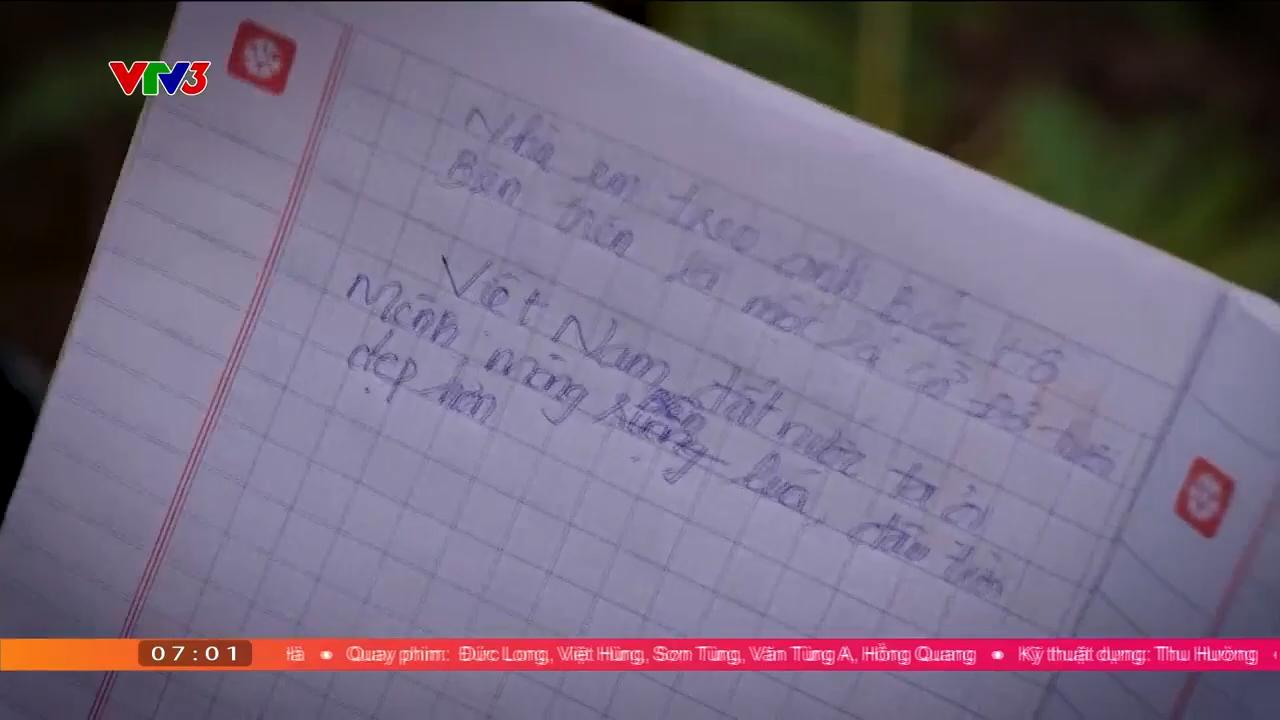 VTV3
Nhà em treo ảnh Bác Hồ
Bên trên là một lá cờ đỏ
Việt Nam đất nước ta ơi
Mênh mông biển lúa đâu trời
đẹp hơn
07:01 Hà • Quay phim: Đức Long, Việt Hùng, Sơn Tùng, Văn Tùng A, Hồng Quang • Kỹ thuật dựng: Thu Hường